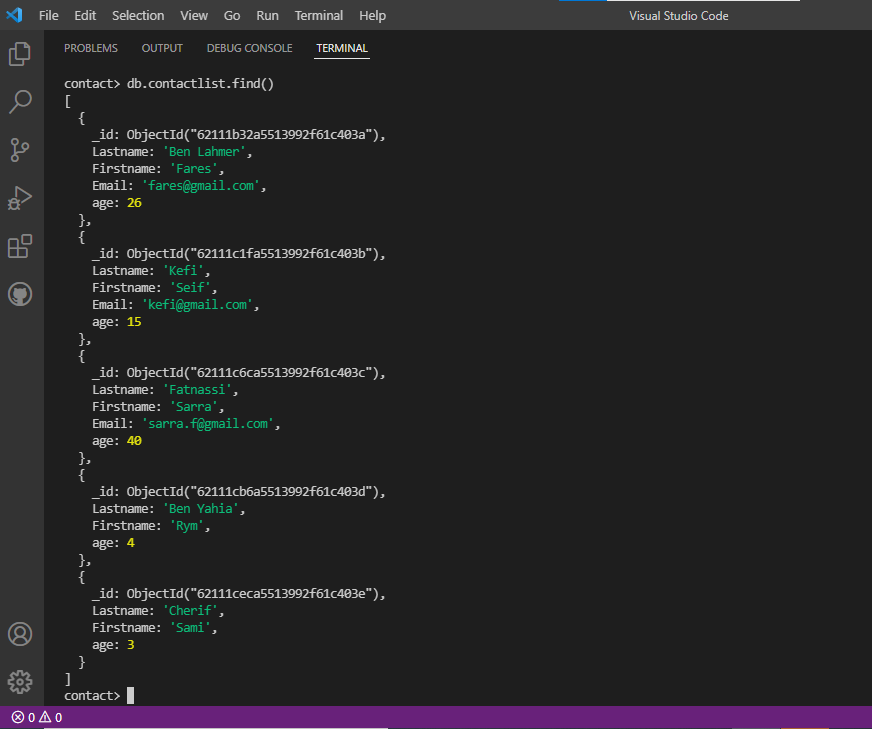 File Edit Selection View Go Run Terminal Help Visual Studio Code
PROBLEMS OUTPUT DEBUG CONSOLE TERMINAL
contact> db.contactlist.find()
[
  {
    _id: ObjectId("62111b32a5513992f61c403a"),
    Lastname: 'Ben Lahmer',
    Firstname: 'Fares',
    Email: 'fares@gmail.com',
    age: 26
  },
  {
    _id: ObjectId("62111c1fa5513992f61c403b"),
    Lastname: 'Kefi',
    Firstname: 'Seif',
    Email: 'kefi@gmail.com',
    age: 15
  },
  {
    _id: ObjectId("62111c6ca5513992f61c403c"),
    Lastname: 'Fatnassi',
    Firstname: 'Sarra',
    Email: 'sarra.f@gmail.com',
    age: 40
  },
  {
    _id: ObjectId("62111cb6a5513992f61c403d"),
    Lastname: 'Ben Yahia',
    Firstname: 'Rym',
    age: 4
  },
  {
    _id: ObjectId("62111ceca5513992f61c403e"),
    Lastname: 'Cherif',
    Firstname: 'Sami',
    age: 3
  }
]
contact>
0 0